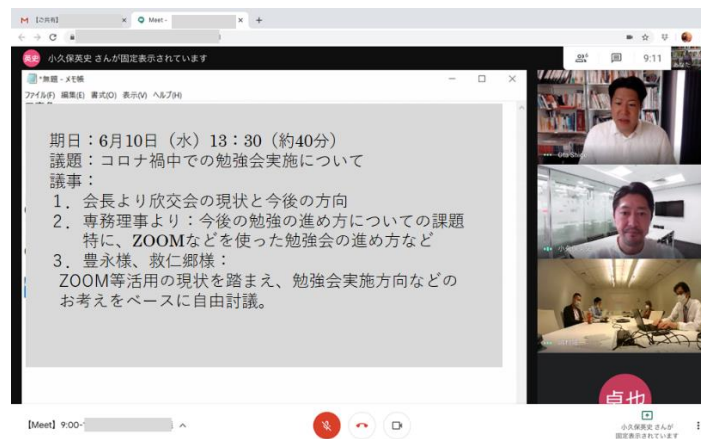 【ご共有】
Meet -
小久保英史 さんが固定表示されています
9:11
あなた
*無題 - メモ帳
ファイル(F) 編集(E) 書式(O) 表示(V) ヘルプ(H)
期日：6月10日（水）13：30（約40分）
議題：コロナ禍中での勉強会実施について
議事：
1．会長より欣交会の現状と今後の方向
2．専務理事より：今後の勉強の進め方についての課題
特に、ZOOMなどを使った勉強会の進め方など
3．豊永様、救仁郷様：
ZOOM等活用の現状を踏まえ、勉強会実施方向などの
お考えをベースに自由討議。
卓也
【Meet】9:00-
小久保英史 さんが
固定表示されています